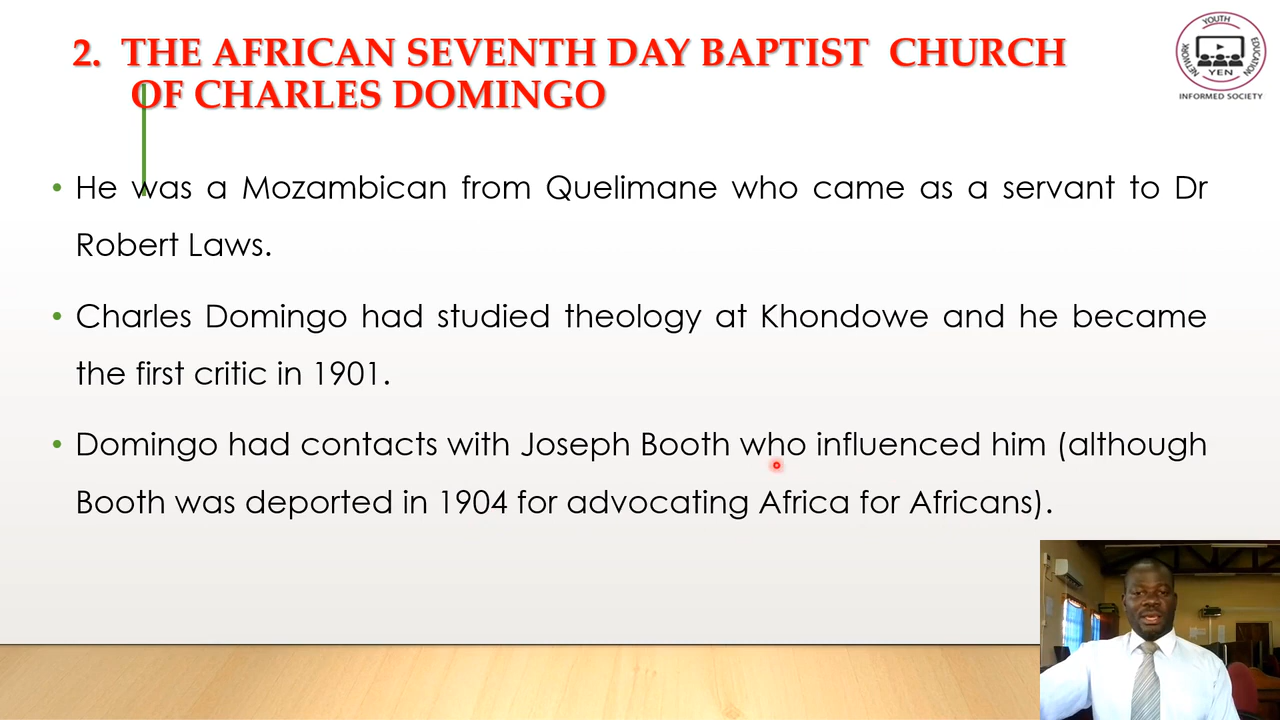 2. THE AFRICAN SEVENTH DAY BAPTIST CHURCH
OF CHARLES DOMINGO
YOUTH
EDUCATION
NETWORK
YEN
INFORMED SOCIETY
• He was a Mozambican from Quelimane who came as a servant to Dr
Robert Laws.
• Charles Domingo had studied theology at Khondowe and he became
the first critic in 1901.
• Domingo had contacts with Joseph Booth who influenced him (although
Booth was deported in 1904 for advocating Africa for Africans).